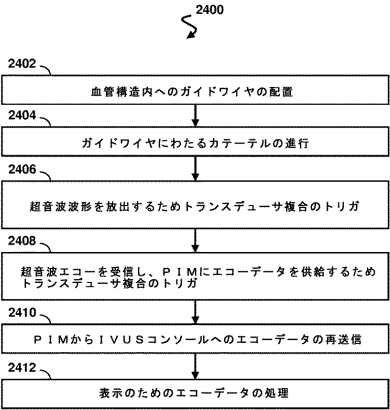 2400
2402
血管構造内へのガイドワイヤの配置
2404
ガイドワイヤにわたるカテーテルの進行
2406
超音波波形を放出するためトランスデューサ複合のトリガ
2408
超音波エコーを受信し、ＰＩＭにエコーデータを供給するため
トランスデューサ複合のトリガ
2410
ＰＩＭからＩＶＵＳコンソールへのエコーデータの再送信
2412
表示のためのエコーデータの処理